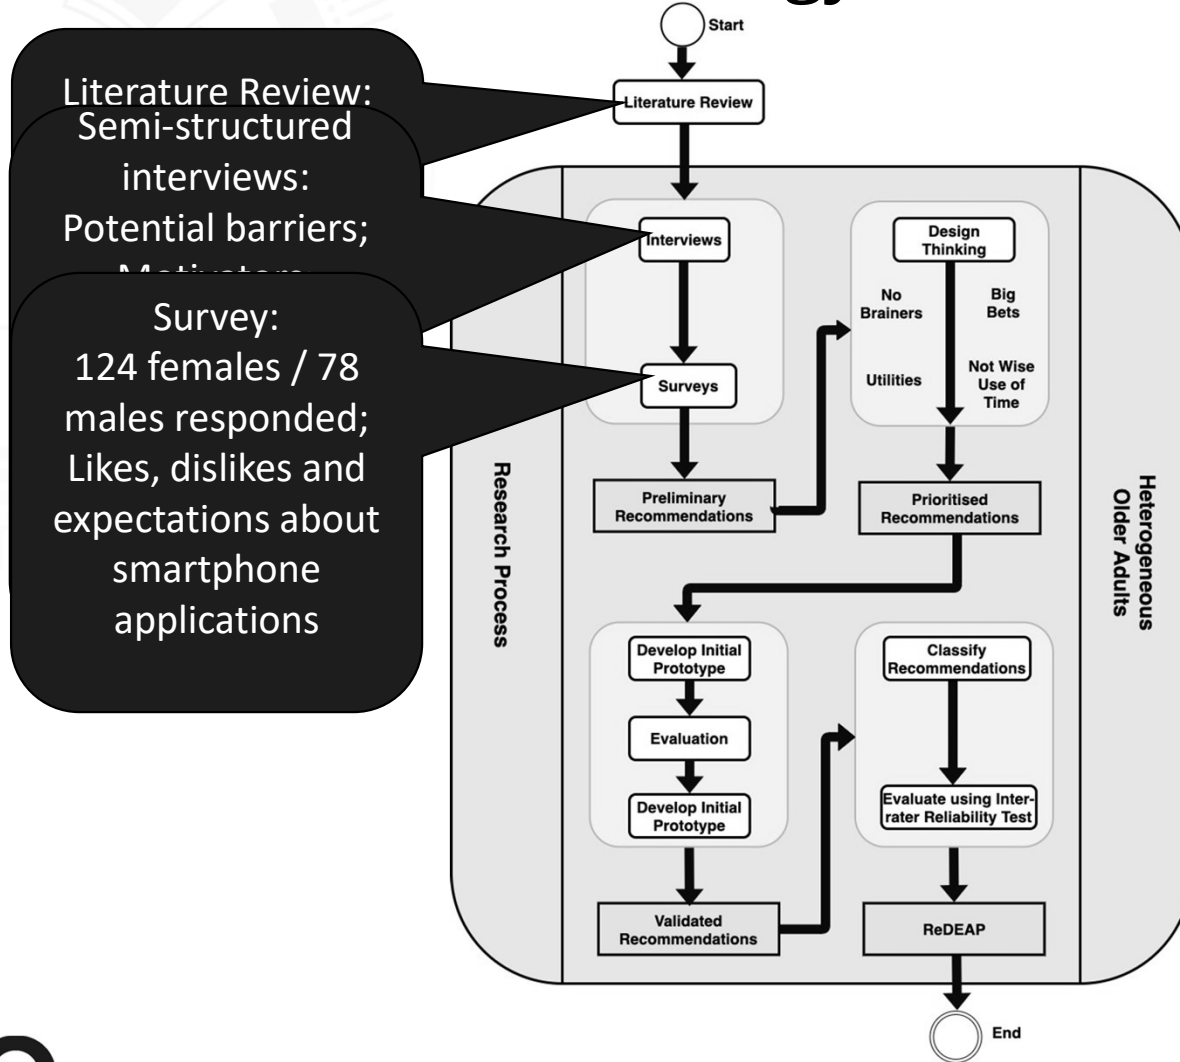 gy
Start
Literature Review:
Semi-structured
interviews:
Potential barriers;
Motivators
Survey:
124 females / 78
males responded;
Likes, dislikes and
expectations about
smartphone
applications
Literature Review
Interviews
Surveys
Preliminary
Recommendations
Design
Thinking
No
Brainers
Big
Bets
Utilities
Not Wise
Use of
Time
Prioritised
Recommendations
Research Process
Heterogeneous
Older Adults
Develop Initial
Prototype
Evaluation
Develop Initial
Prototype
Validated
Recommendations
Classify
Recommendations
Evaluate using Inter-
rater Reliability Test
ReDEAP
End